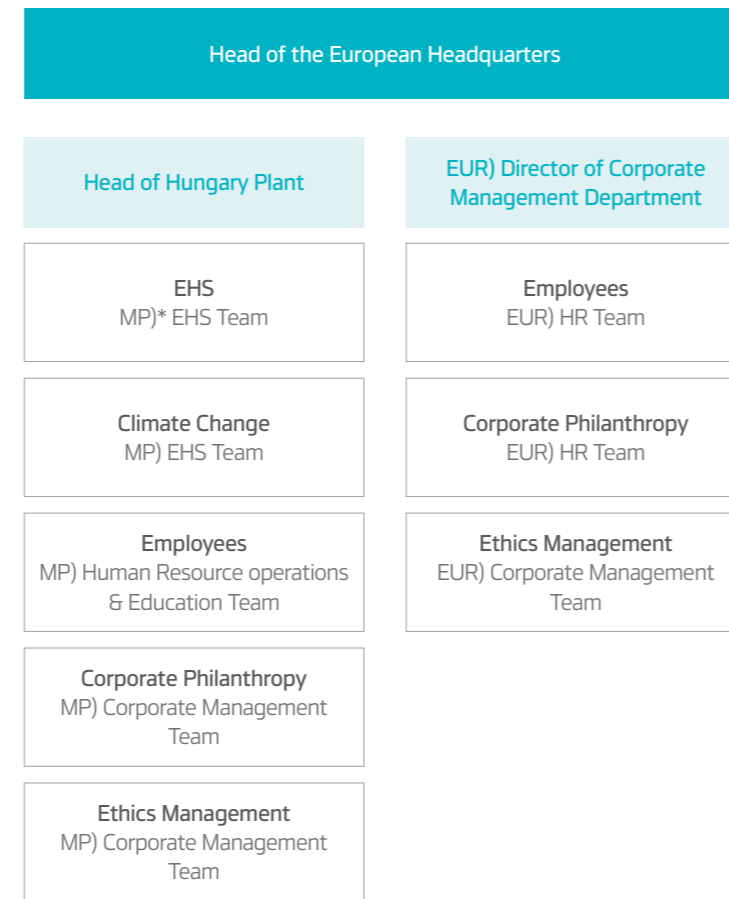 Head of the European Headquarters
Head of Hungary Plant
EHS
MP)* EHS Team
Climate Change
MP) EHS Team
Employees
MP) Human Resource operations
& Education Team
Corporate Philanthropy
MP) Corporate Management
Team
Ethics Management
MP) Corporate Management
Team
EUR) Director of Corporate
Management Department
Employees
EUR) HR Team
Corporate Philanthropy
EUR) HR Team
Ethics Management
EUR) Corporate Management
Team